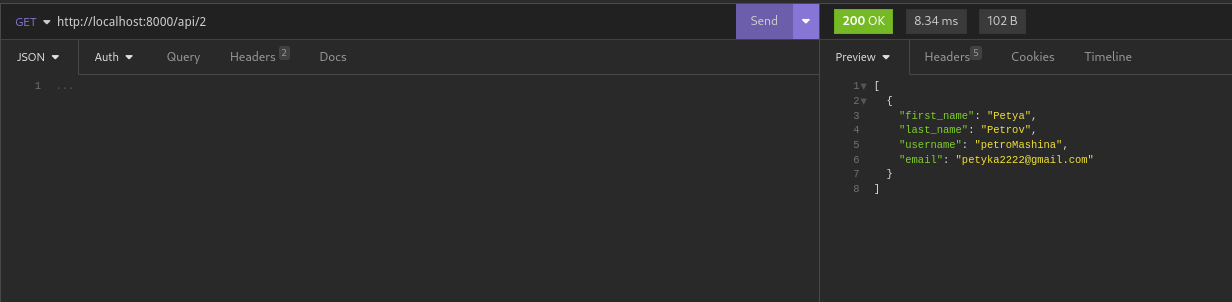 GET http://localhost:8000/api/2 Send 200 OK 8.34 ms 102 B
JSON Auth Query Headers 2 Docs Preview Headers 5 Cookies Timeline
1 ...
1 [
2 {
3 "first_name": "Petya",
4 "last_name": "Petrov",
5 "username": "petroMashina",
6 "email": "petyka2222@gmail.com"
7 }
8 ]